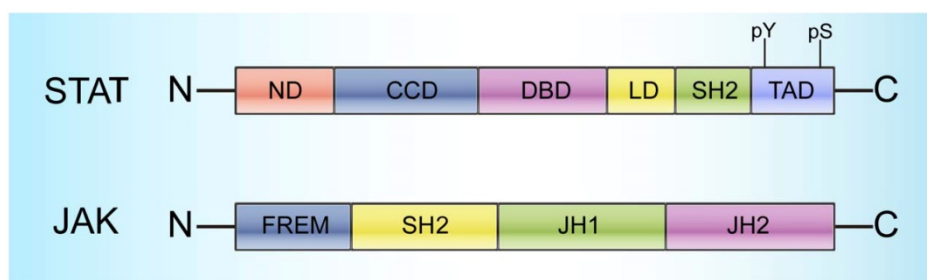 pY pS
STAT N ND CCD DBD LD SH2 TAD C
JAK N FREM SH2 JH1 JH2 C